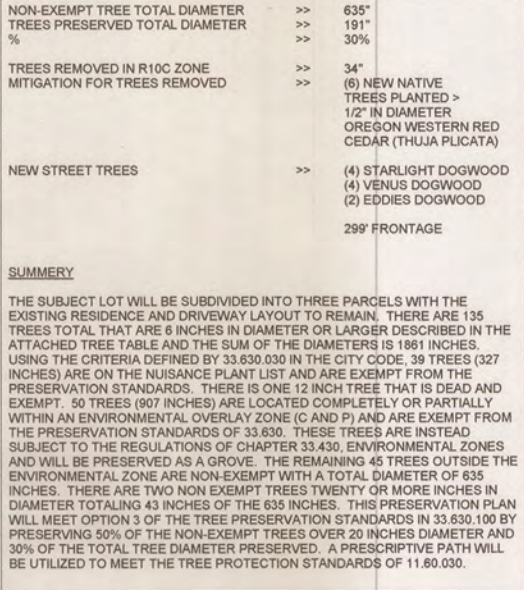 NON-EXEMPT TREE TOTAL DIAMETER >> 635"
TREES PRESERVED TOTAL DIAMETER >> 191"
% >> 30%
TREES REMOVED IN R10C ZONE >> 34"
MITIGATION FOR TREES REMOVED >> (6) NEW NATIVE
TREES PLANTED >
1/2" IN DIAMETER
OREGON WESTERN RED
CEDAR (THUJA PLICATA)
NEW STREET TREES >> (4) STARLIGHT DOGWOOD
(4) VENUS DOGWOOD
(2) EDDIES DOGWOOD
299' FRONTAGE
SUMMERY
THE SUBJECT LOT WILL BE SUBDIVIDED INTO THREE PARCELS WITH THE
EXISTING RESIDENCE AND DRIVEWAY LAYOUT TO REMAIN. THERE ARE 135
TREES TOTAL THAT ARE 6 INCHES IN DIAMETER OR LARGER DESCRIBED IN THE
ATTACHED TREE TABLE AND THE SUM OF THE DIAMETERS IS 1861 INCHES.
USING THE CRITERIA DEFINED BY 33.630.030 IN THE CITY CODE, 39 TREES (327
INCHES) ARE ON THE NUISANCE PLANT LIST AND ARE EXEMPT FROM THE
PRESERVATION STANDARDS. THERE IS ONE 12 INCH TREE THAT IS DEAD AND
EXEMPT. 50 TREES (907 INCHES) ARE LOCATED COMPLETELY OR PARTIALLY
WITHIN AN ENVIRONMENTAL OVERLAY ZONE (C AND P) AND ARE EXEMPT FROM
THE PRESERVATION STANDARDS OF 33.630. THESE TREES ARE INSTEAD
SUBJECT TO THE REGULATIONS OF CHAPTER 33.430, ENVIRONMENTAL ZONES
AND WILL BE PRESERVED AS A GROVE. THE REMAINING 45 TREES OUTSIDE THE
ENVIRONMENTAL ZONE ARE NON-EXEMPT WITH A TOTAL DIAMETER OF 635
INCHES. THERE ARE TWO NON EXEMPT TREES TWENTY OR MORE INCHES IN
DIAMETER TOTALING 43 INCHES OF THE 635 INCHES. THIS PRESERVATION PLAN
WILL MEET OPTION 3 OF THE TREE PRESERVATION STANDARDS IN 33.630.100 BY
PRESERVING 50% OF THE NON-EXEMPT TREES OVER 20 INCHES DIAMETER AND
30% OF THE TOTAL TREE DIAMETER PRESERVED. A PRESCRIPTIVE PATH WILL
BE UTILIZED TO MEET THE TREE PROTECTION STANDARDS OF 11.60.030.